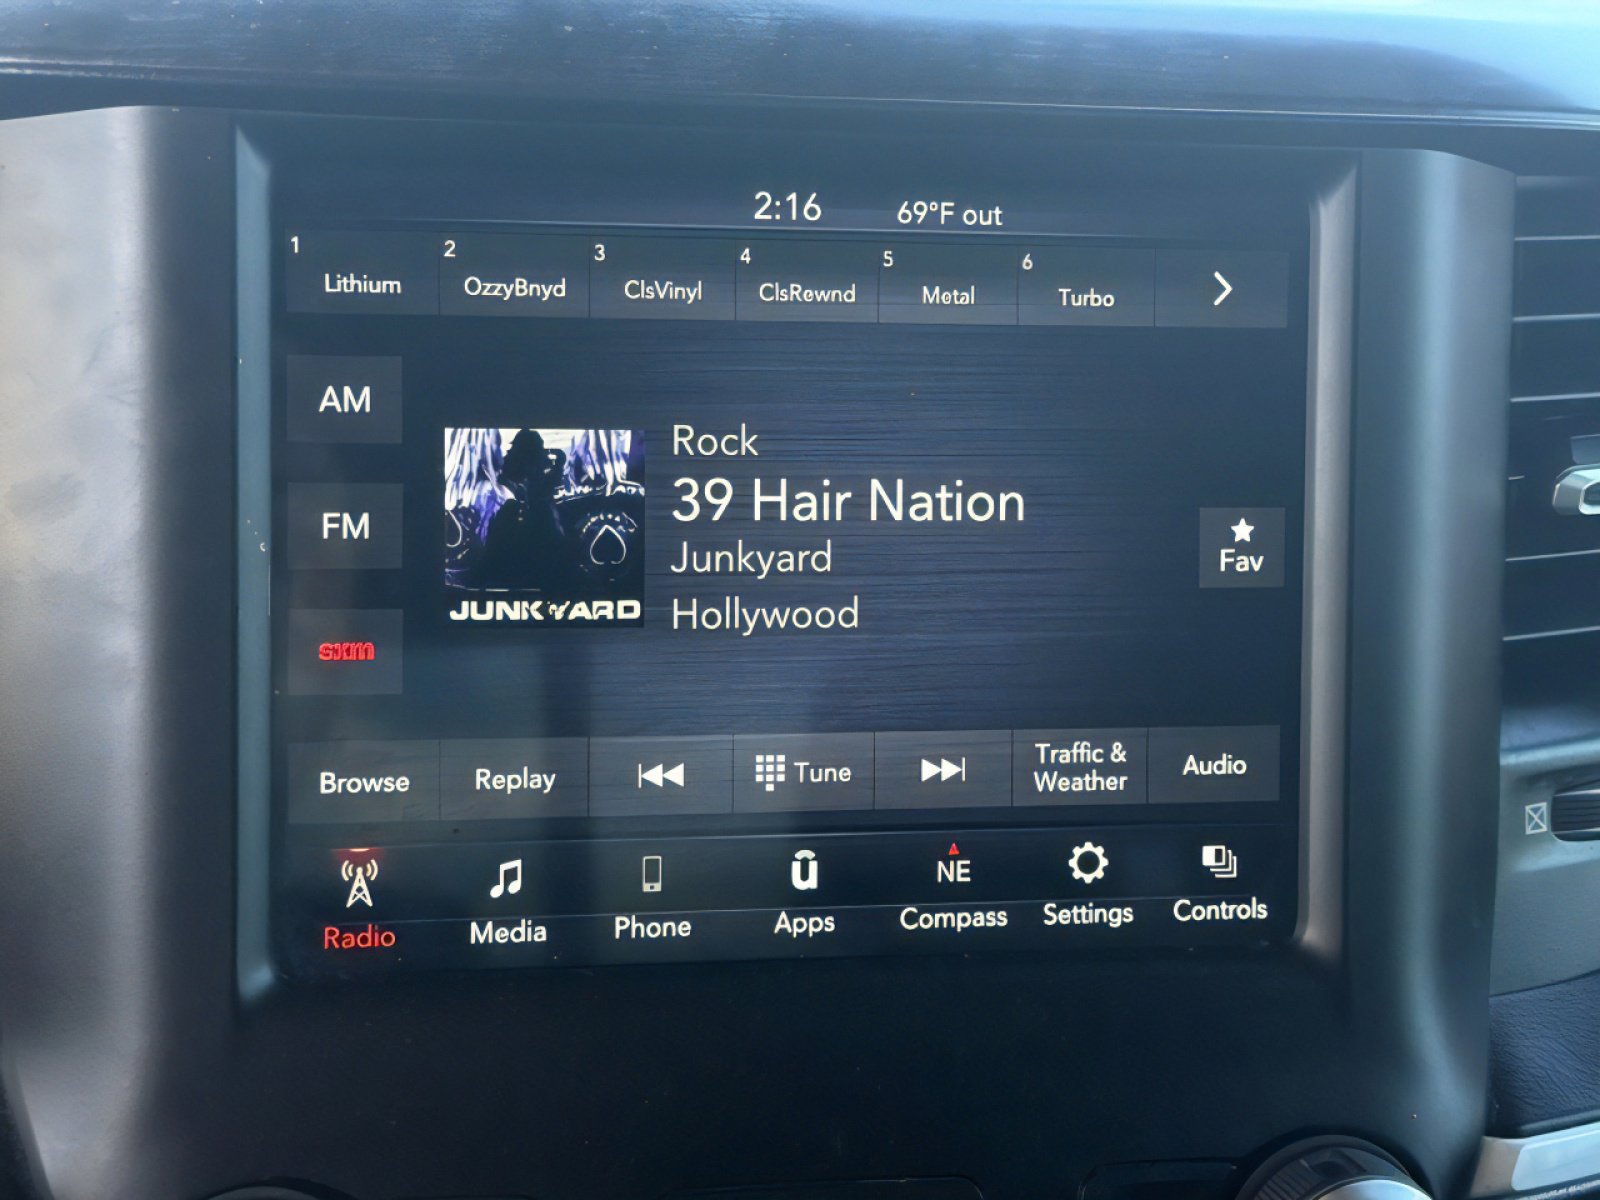 2:16 69°F out
1 Lithium
2 OzzyBnyd
3 ClsVinyl
4 ClsRewnd
5 Metal
6 Turbo
AM
FM
sxm
JUNKYARD
Rock
39 Hair Nation
Junkyard
Hollywood
Fav
Browse
Replay
Tune
Traffic &
Weather
Audio
Radio
Media
Phone
Apps
NE
Compass
Settings
Controls